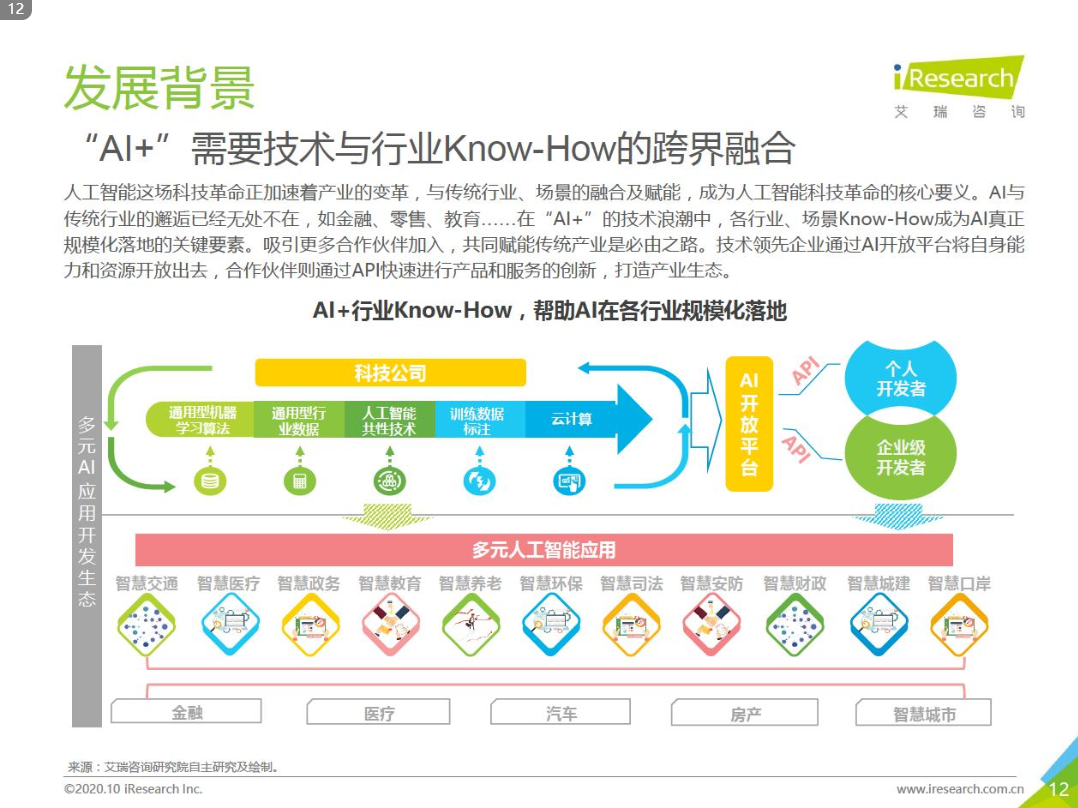 12
发展背景
iResearch
艾瑞咨询
“AI+”需要技术与行业Know-How的跨界融合
人工智能这场科技革命正加速着产业的变革，与传统行业、场景的融合及赋能，成为人工智能科技革命的核心要义。AI与
传统行业的邂逅已经无处不在，如金融、零售、教育……在“AI+”的技术浪潮中，各行业、场景Know-How成为AI真正
规模化落地的关键要素。吸引更多合作伙伴加入，共同赋能传统产业是必由之路。技术领先企业通过AI开放平台将自身能
力和资源开放出去，合作伙伴则通过API快速进行产品和服务的创新，打造产业生态。
AI+行业Know-How，帮助AI在各行业规模化落地
多元AI应用开发生态
科技公司
通用型机器
学习算法
通用型行
业数据
人工智能
共性技术
训练数据
标注
云计算
AI开放平台
API
API
个人
开发者
企业级
开发者
多元人工智能应用
智慧交通 智慧医疗 智慧政务 智慧教育 智慧养老 智慧环保 智慧司法 智慧安防 智慧财政 智慧城建 智慧口岸
金融 医疗 汽车 房产 智慧城市
来源：艾瑞咨询研究院自主研究及绘制。
©2020.10 iResearch Inc.
www.iresearch.com.cn
12